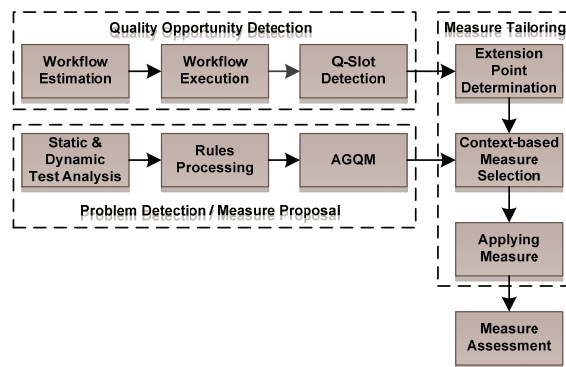 Quality Opportunity Detection
Measure Tailoring
Workflow
Estimation
Workflow
Execution
Q-Slot
Detection
Extension
Point
Determination
Static &
Dynamic
Test Analysis
Rules
Processing
AGQM
Context-based
Measure
Selection
Problem Detection / Measure Proposal
Applying
Measure
Measure
Assessment